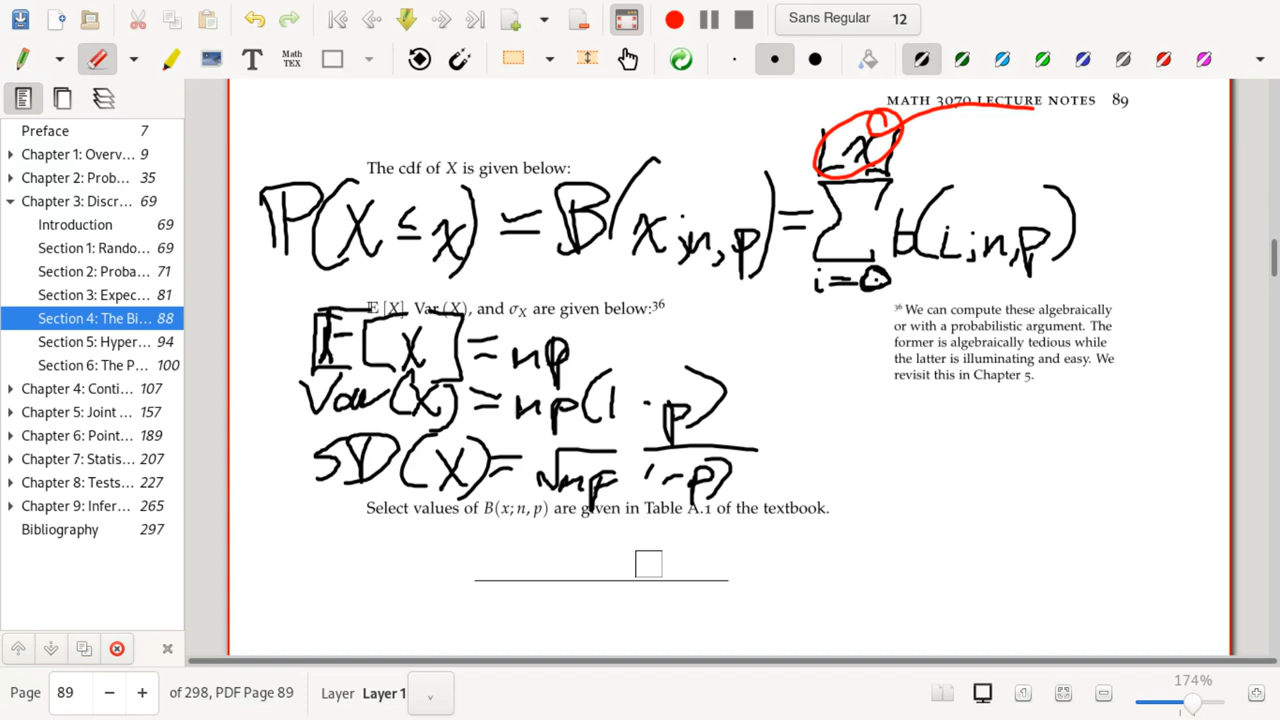 Sans Regular 12
T Math TEX
MATH 3070 LECTURE NOTES 89
Preface 7
Chapter 1: Overv... 9
Chapter 2: Prob... 35
Chapter 3: Discr... 69
Introduction 69
Section 1: Rando... 69
Section 2: Proba... 71
Section 3: Expec... 81
Section 4: The Bi... 88
Section 5: Hyper... 94
Section 6: The P... 100
Chapter 4: Conti... 107
Chapter 5: Joint ... 157
Chapter 6: Point... 189
Chapter 7: Statis... 207
Chapter 8: Tests... 227
Chapter 9: Infer... 265
Bibliography 297
The cdf of X is given below:
ℙ(X ≤ x) = B(x;n,p) = ∑_{i=0}^{⌊x⌋} b(i;n,p)
𝔼 [X], Var (X), and σ_X are given below:³⁶
𝔼[X] = np
Var(X) = np(1-p)
SD(X) = √np(1-p)
Select values of B(x; n, p) are given in Table A.1 of the textbook.
³⁶ We can compute these algebraically
or with a probabilistic argument. The
former is algebraically tedious while
the latter is illuminating and easy. We
revisit this in Chapter 5.
Page 89 of 298, PDF Page 89 Layer Layer 1 174%